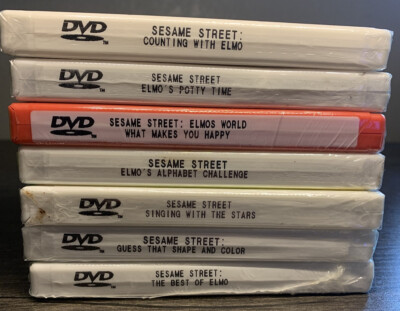 DVD SESAME STREET:
COUNTING WITH ELMO
DVD SESAME STREET
ELMO'S POTTY TIME
DVD SESAME STREET: ELMOS WORLD
WHAT MAKES YOU HAPPY
DVD SESAME STREET
ELMO'S ALPHABET CHALLENGE
DVD SESAME STREET
SINGING WITH THE STARS
DVD SESAME STREET:
GUESS THAT SHAPE AND COLOR
DVD SESAME STREET:
THE BEST OF ELMO